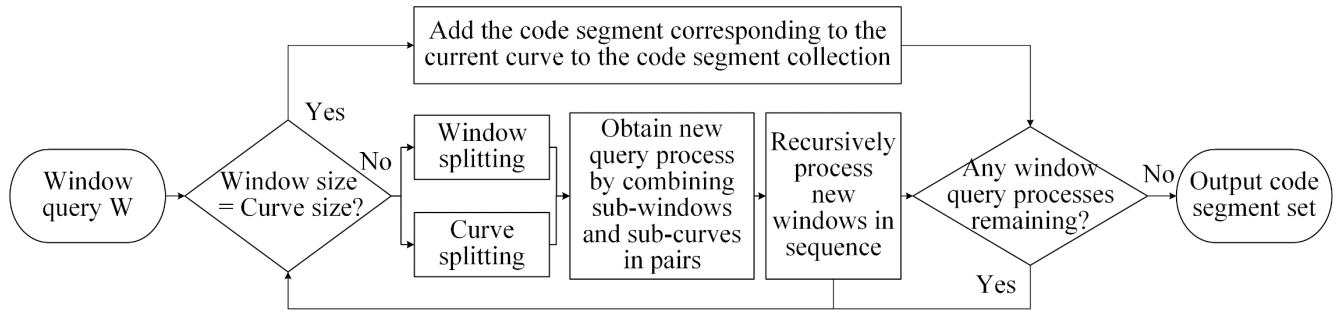 Add the code segment corresponding to the
current curve to the code segment collection
Yes
Window
query W
Window size
= Curve size?
No
Window
splitting
Curve
splitting
Obtain new
query process
by combining
sub-windows
and sub-curves
in pairs
Recursively
process
new
windows in
sequence
Any window
query processes
remaining?
No
Output code
segment set
Yes